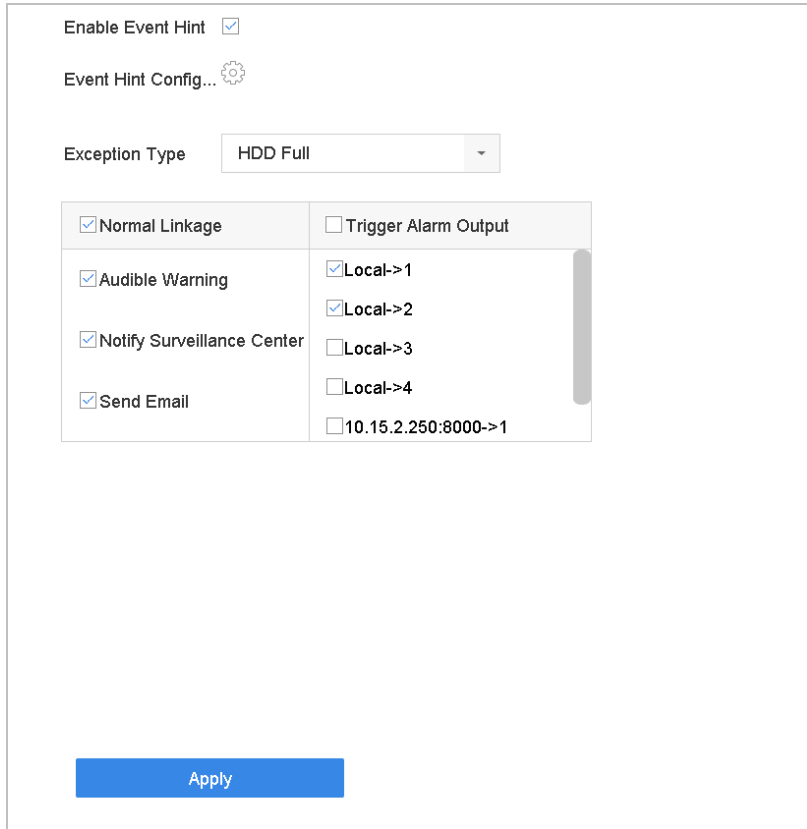 Enable Event Hint
Event Hint Config...
Exception Type HDD Full
Normal Linkage Trigger Alarm Output
Audible Warning
Notify Surveillance Center
Send Email
Local->1
Local->2
Local->3
Local->4
10.15.2.250:8000->1
Apply